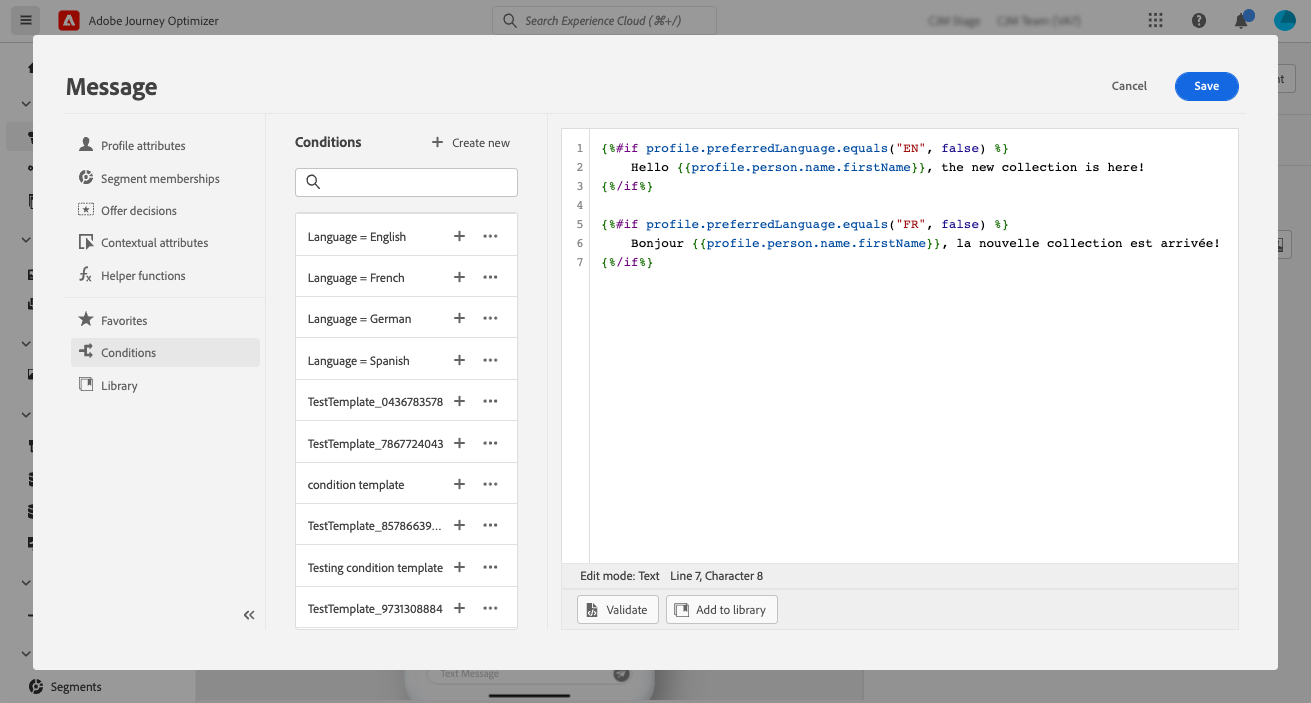 Adobe Journey Optimizer
Search Experience Cloud (⌘+/)
Message
Cancel
Save
Profile attributes
Segment memberships
Offer decisions
Contextual attributes
Helper functions
Favorites
Conditions
Library
Conditions
Create new
Language = English
Language = French
Language = German
Language = Spanish
TestTemplate_0436783578
TestTemplate_7867724043
condition template
TestTemplate_85786639...
Testing condition template
TestTemplate_9731308884
1 {%#if profile.preferredLanguage.equals("EN", false) %}
2 Hello {{profile.person.name.firstName}}, the new collection is here!
3 {%/if%}
4
5 {%#if profile.preferredLanguage.equals("FR", false) %}
6 Bonjour {{profile.person.name.firstName}}, la nouvelle collection est arrivée!
7 {%/if%}
Edit mode: Text Line 7, Character 8
Validate
Add to library
Text Message
Segments